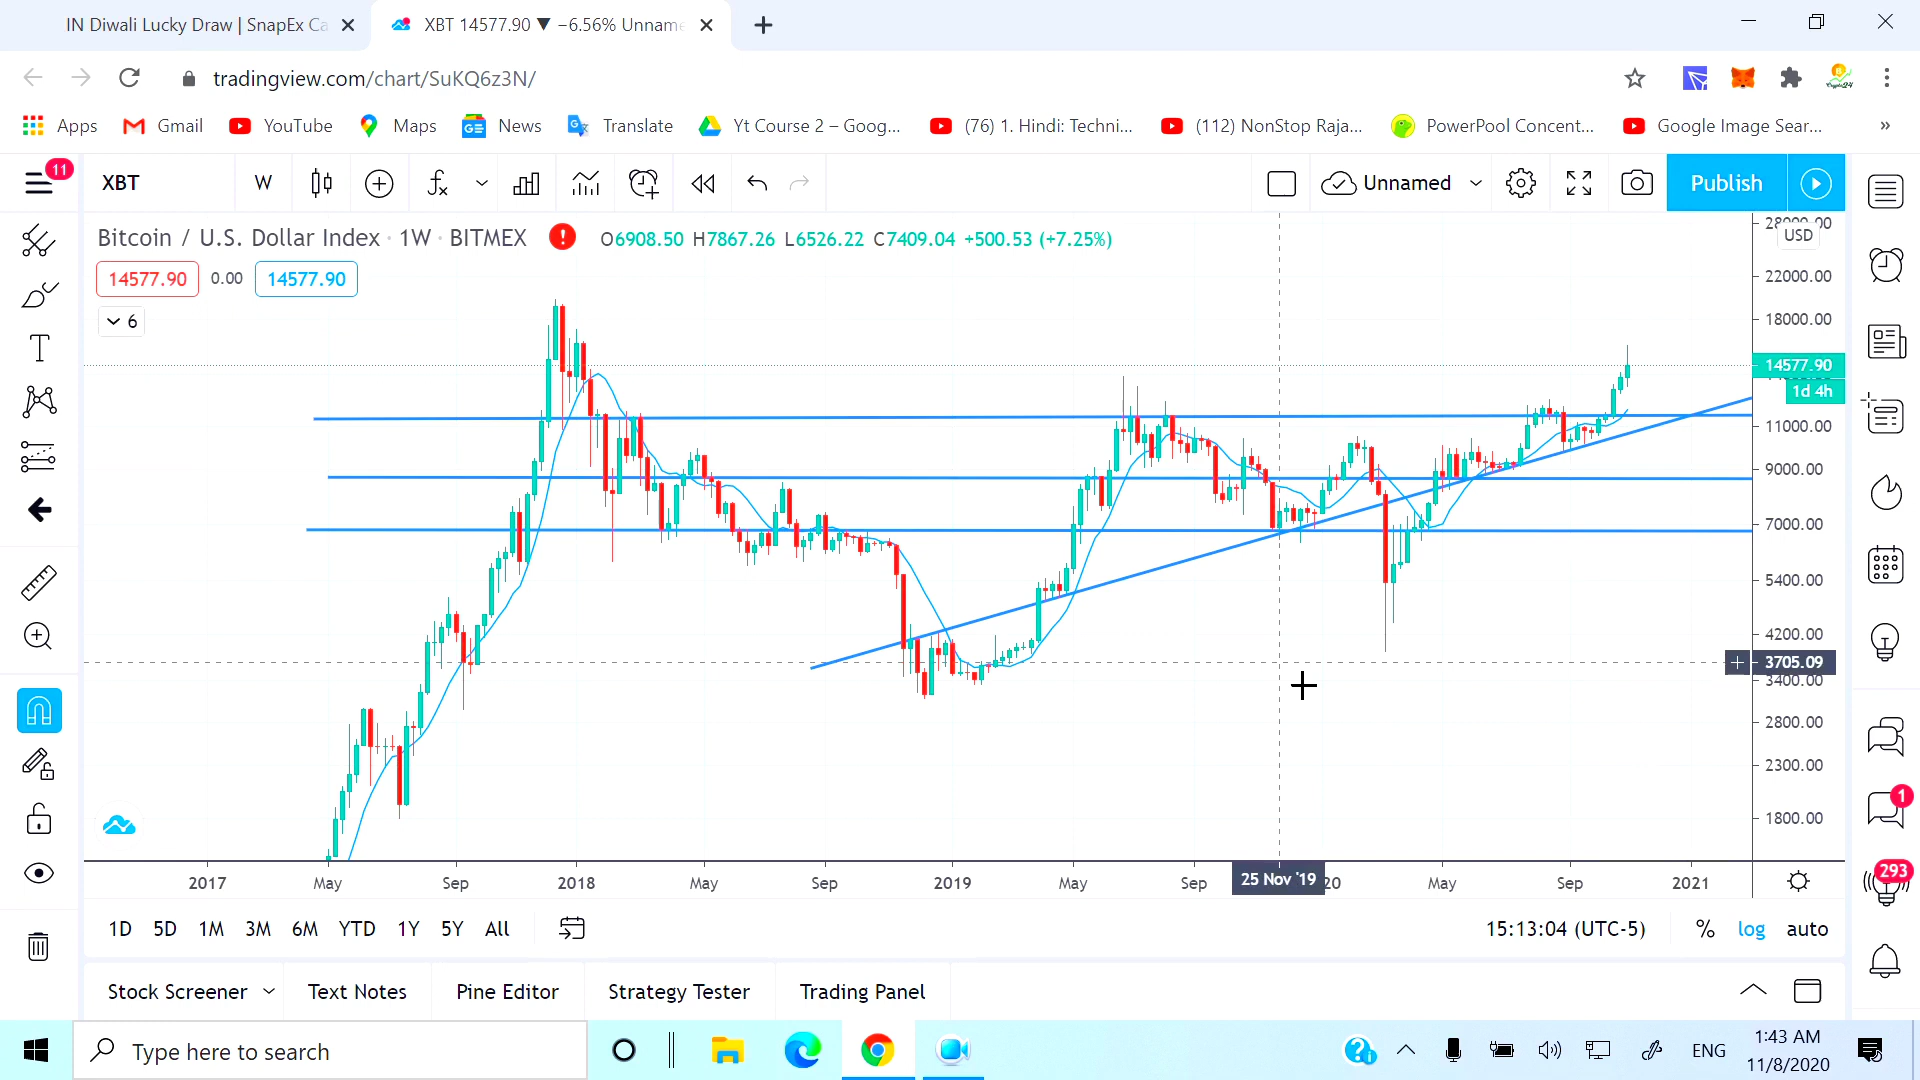 IN Diwali Lucky Draw | SnapEx Ca
XBT 14577.90 ▼ −6.56% Unname
tradingview.com/chart/SuKQ6z3N/
Apps Gmail YouTube Maps News Translate Yt Course 2 – Goog... (76) 1. Hindi: Techni... (112) NonStop Raja... PowerPool Concent... Google Image Sear... »
11
XBT W Unnamed Publish
Bitcoin / U.S. Dollar Index · 1W · BITMEX O6908.50 H7867.26 L6526.22 C7409.04 +500.53 (+7.25%)
14577.90 0.00 14577.90
6
USD
22000.00
18000.00
14577.90
1d 4h
11000.00
9000.00
7000.00
5400.00
4200.00
3705.09
3400.00
2800.00
2300.00
1800.00
1
293
2017 May Sep 2018 May Sep 2019 May Sep 25 Nov '19 20 May Sep 2021
1D 5D 1M 3M 6M YTD 1Y 5Y All 15:13:04 (UTC-5) % log auto
Stock Screener Text Notes Pine Editor Strategy Tester Trading Panel
Type here to search
ENG
1:43 AM
11/8/2020